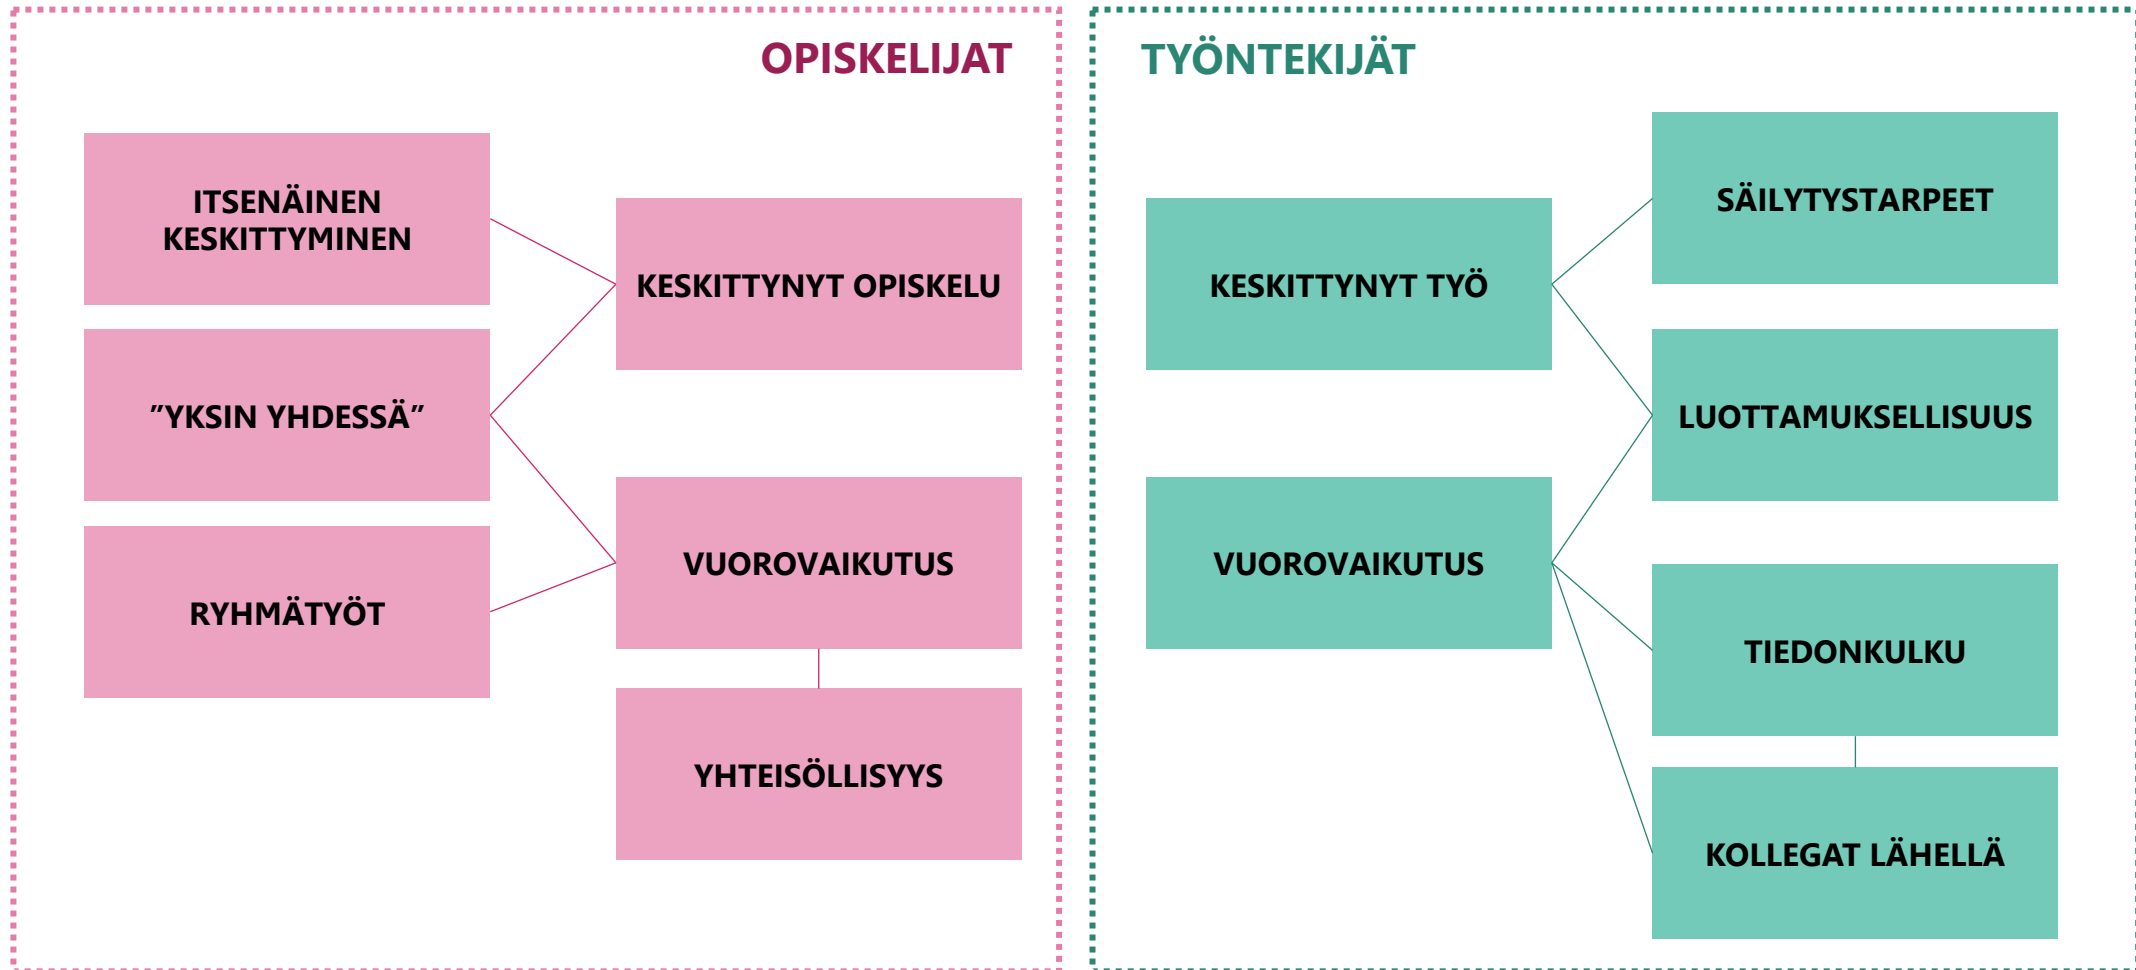 OPISKELIJAT
ITSENÄINEN
KESKITTYMINEN
KESKITTYNYT OPISKELU
”YKSIN YHDESSÄ”
VUOROVAIKUTUS
RYHMÄTYÖT
YHTEISÖLLISYYS
TYÖNTEKIJÄT
SÄILYTYSTARPEET
KESKITTYNYT TYÖ
LUOTTAMUKSELLISUUS
VUOROVAIKUTUS
TIEDONKULKU
KOLLEGAT LÄHELLÄ